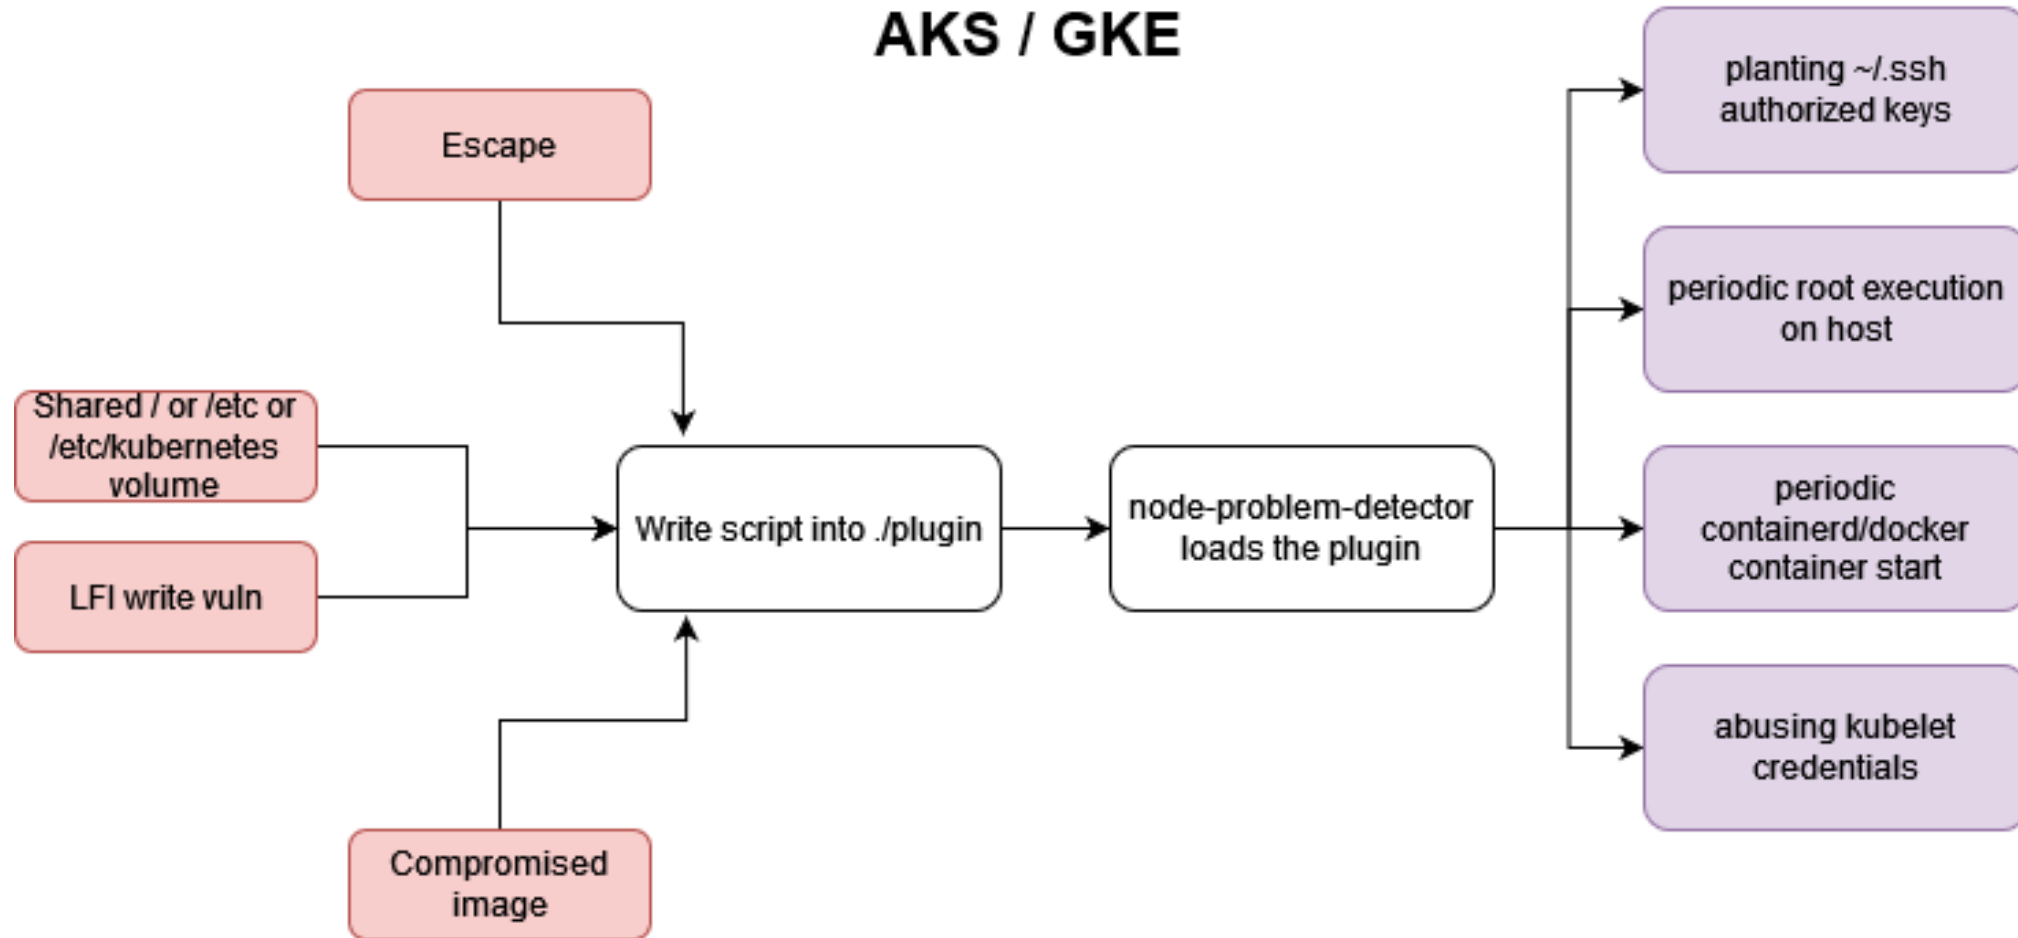 AKS / GKE
Escape
Shared / or /etc or
/etc/kubernetes
volume
LFI write vuln
Compromised
image
Write script into ./plugin
node-problem-detector
loads the plugin
planting ~/.ssh
authorized keys
periodic root execution
on host
periodic
containerd/docker
container start
abusing kubelet
credentials